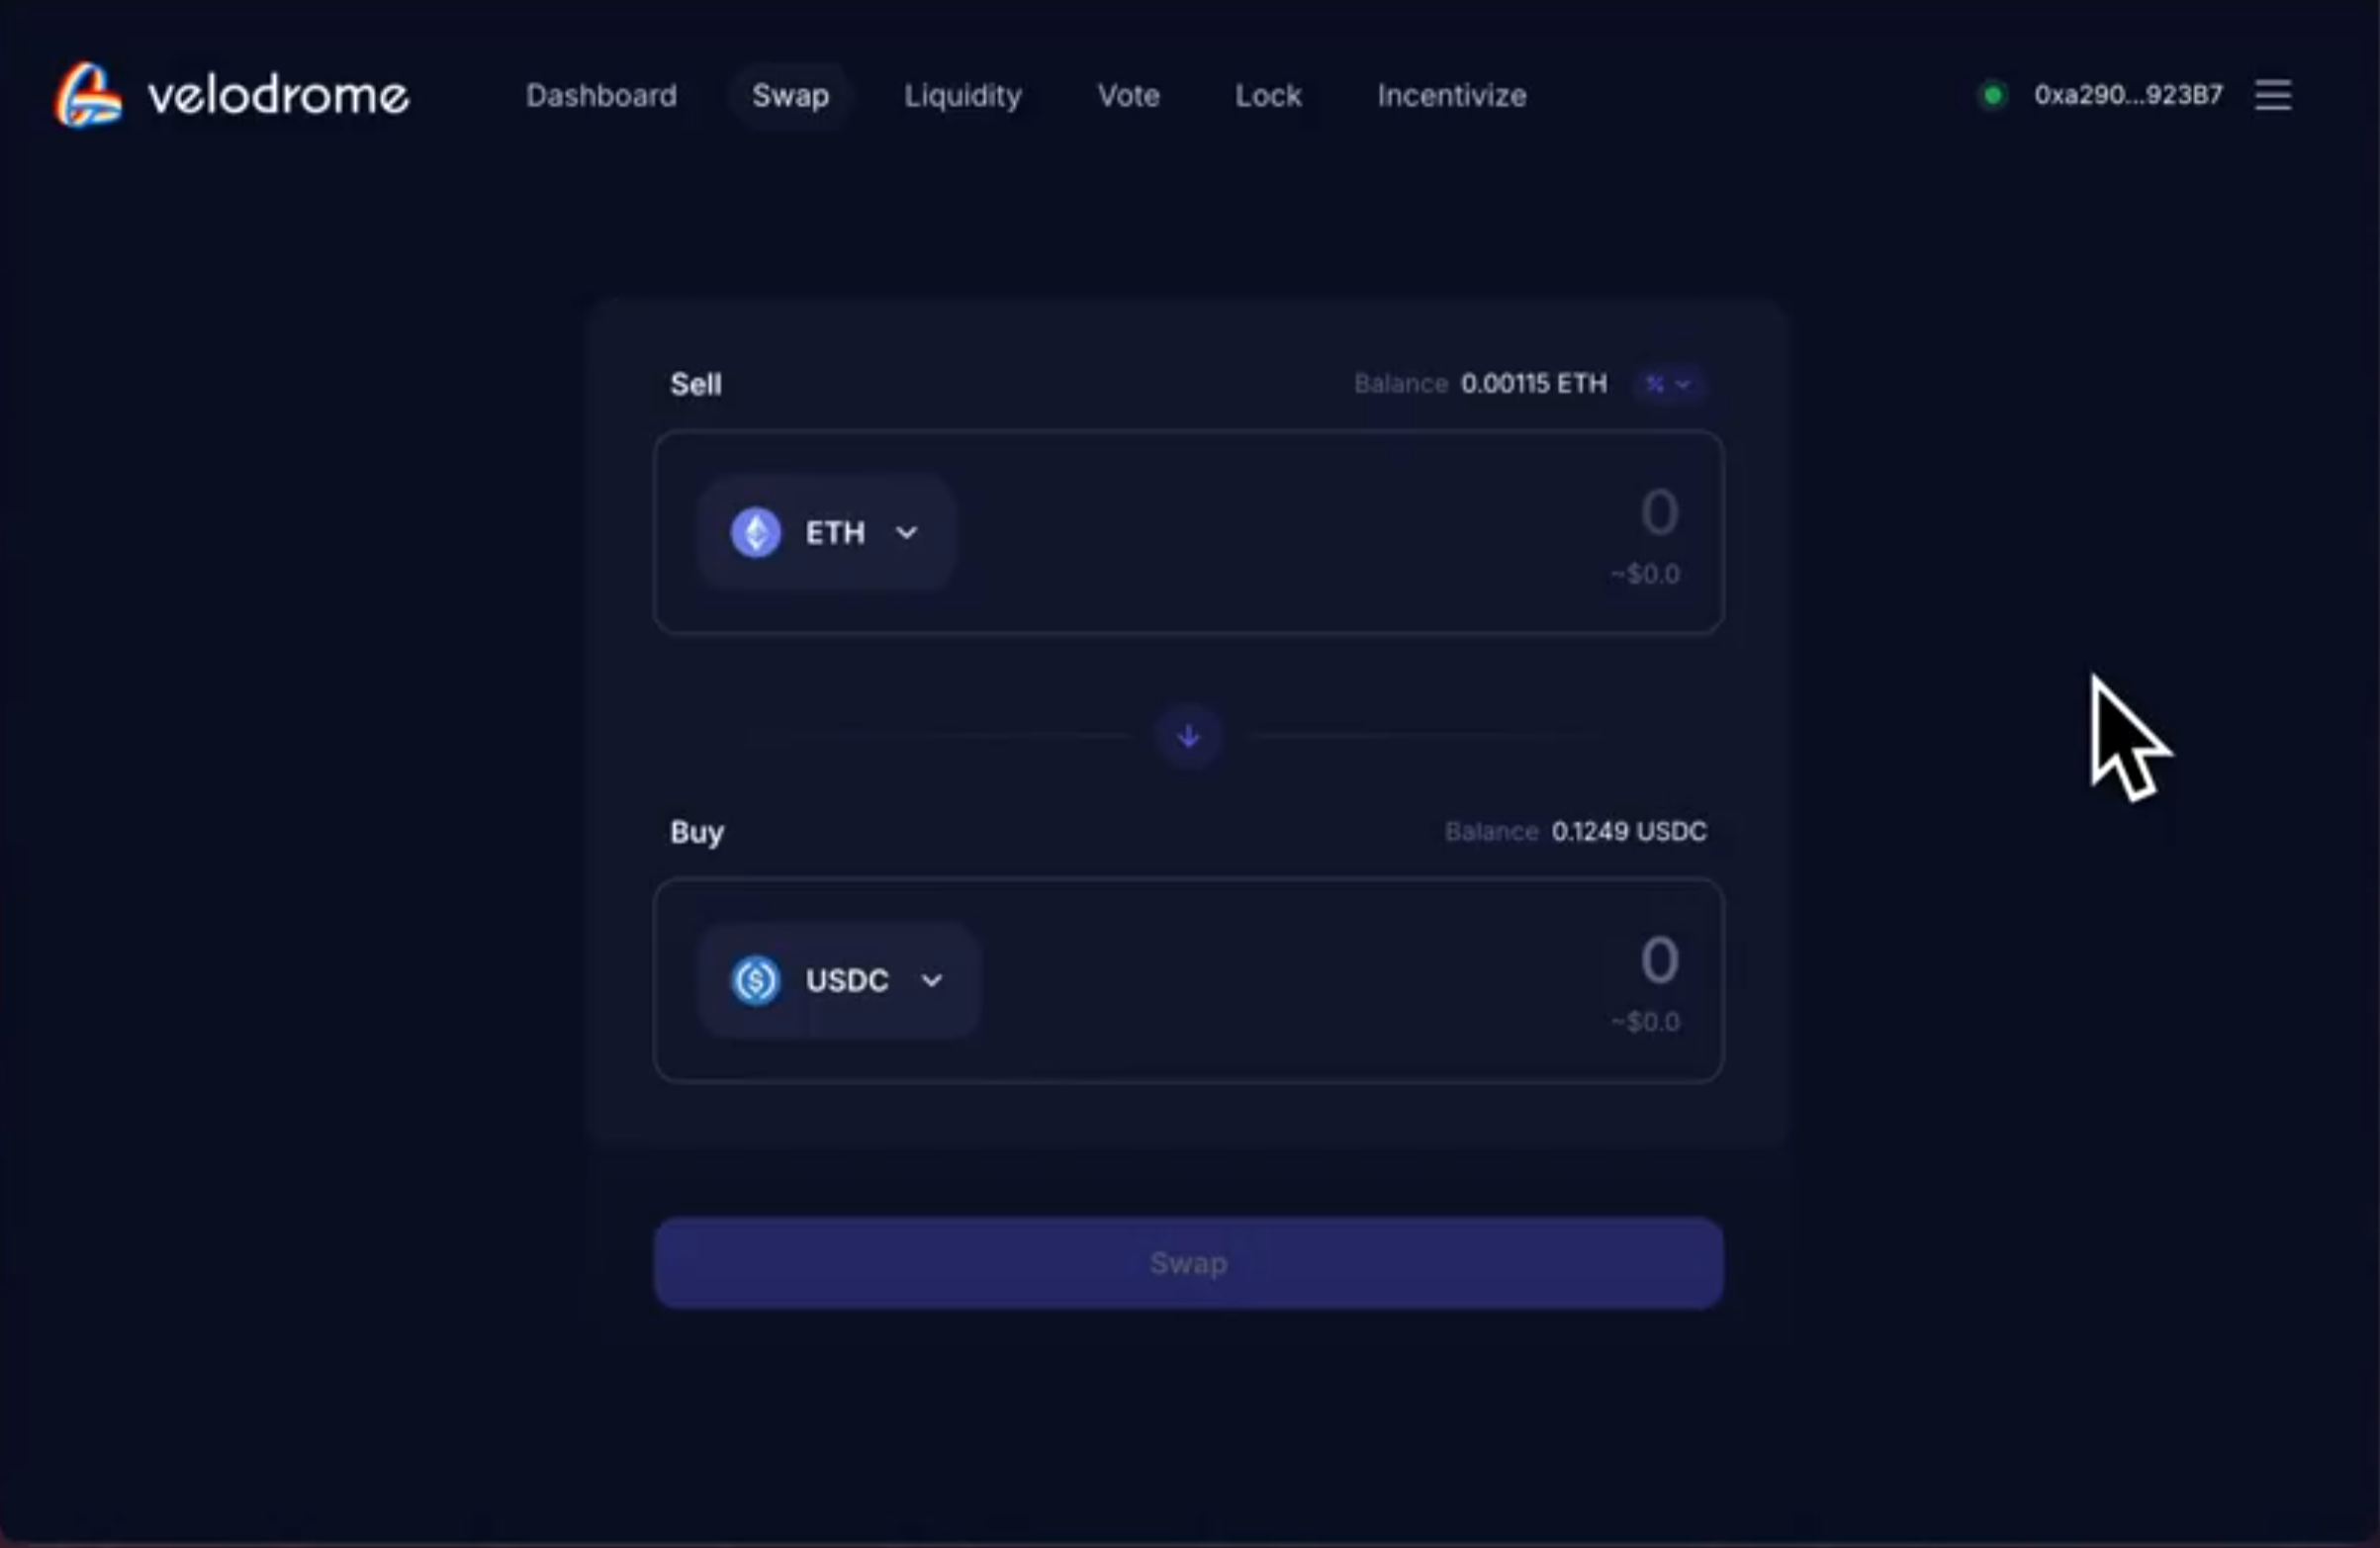 velodrome Dashboard Swap Liquidity Vote Lock Incentivize 0xa290...923B7
Sell Balance 0.00115 ETH %
ETH 0
~$0.0
Buy Balance 0.1249 USDC
USDC 0
~$0.0
Swap